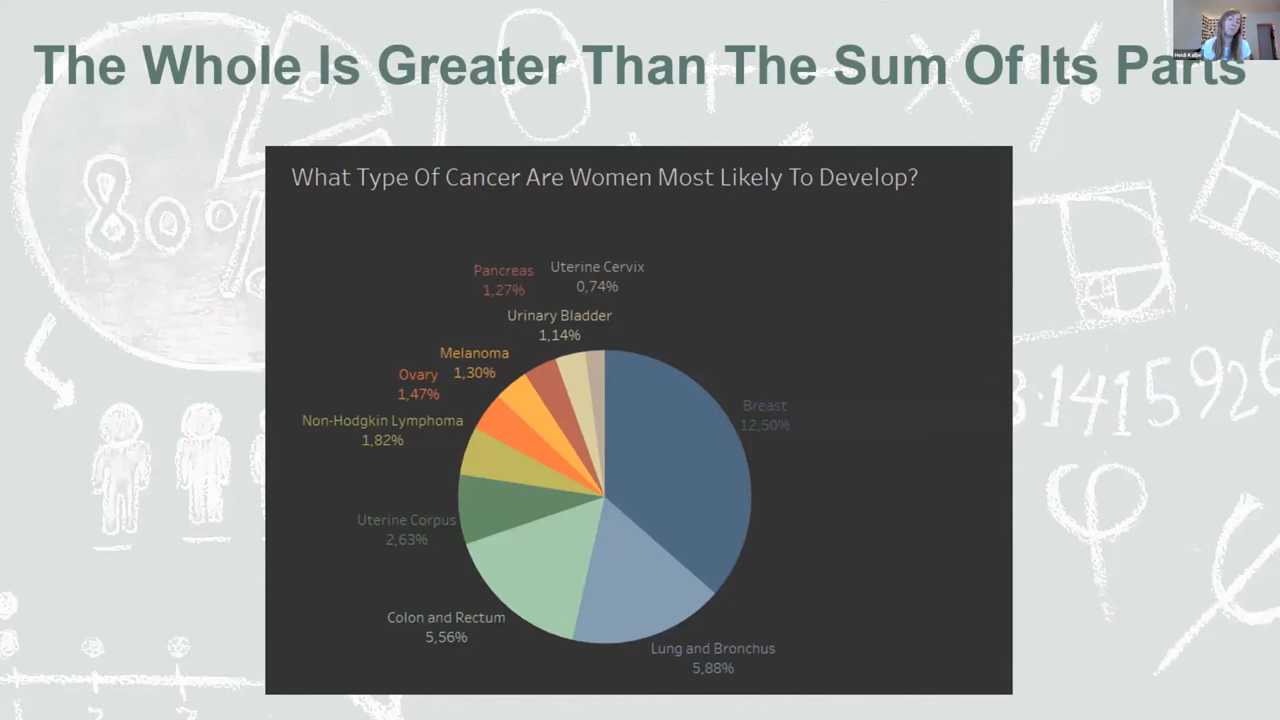 The Whole Is Greater Than The Sum Of Its Parts
Heidi
What Type Of Cancer Are Women Most Likely To Develop?
Pancreas
1,27%
Uterine Cervix
0,74%
Urinary Bladder
1,14%
Melanoma
1,30%
Ovary
1,47%
Non-Hodgkin Lymphoma
1,82%
Breast
12,50%
Uterine Corpus
2,63%
Colon and Rectum
5,56%
Lung and Bronchus
5,88%
800
3.1415926
φ